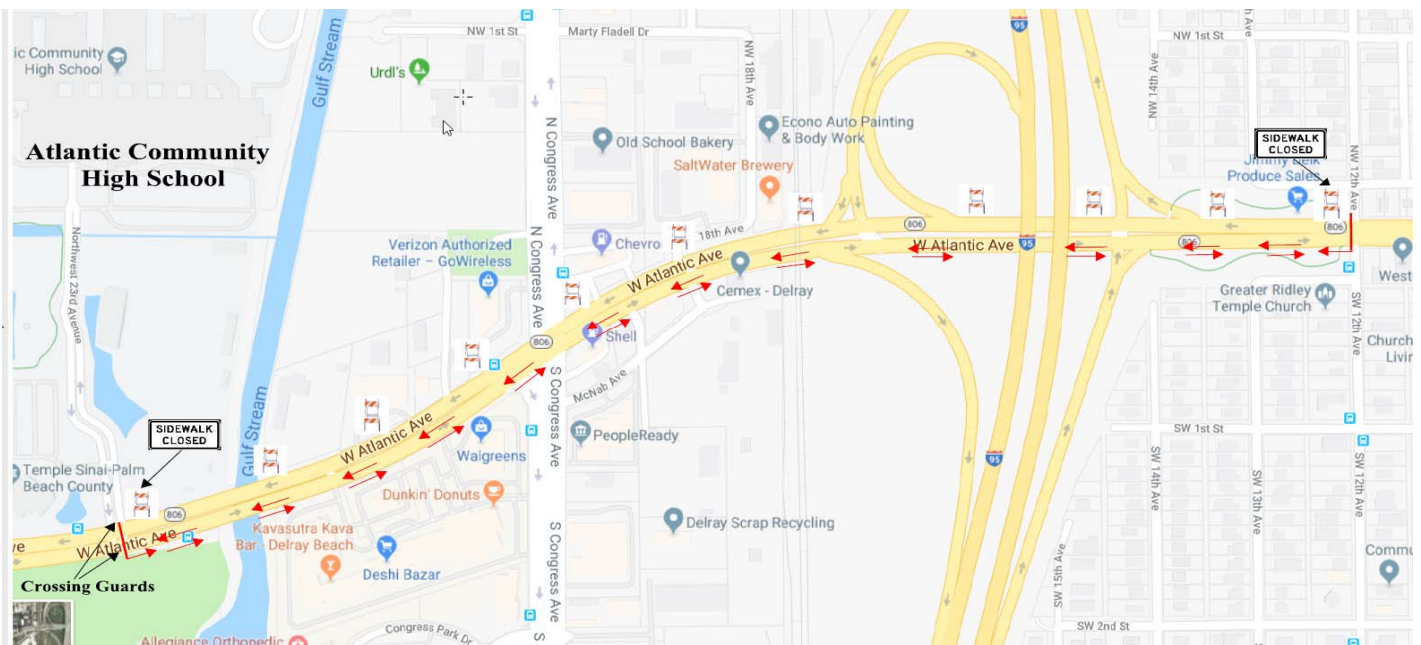 NW 1st St
Marty Fladell Dr
95
NW 1st St
ic Community
High School
Gulf Stream
Urdl's
NW 18th Ave
NW 14th Ave
N Congress Ave
Econo Auto Painting
& Body Work
Old School Bakery
SIDEWALK
CLOSED
Atlantic Community
High School
SaltWater Brewery
Jimmy Belk
Produce Sales
NW 12th Ave
Northwest 23rd Avenue
Verizon Authorized
Retailer – GoWireless
N Congress Ave
Chevro
18th Ave
806
806
W Atlantic Ave
95
806
W Atlantic Ave
Cemex - Delray
West
Greater Ridley
Temple Church
SW 12th Ave
806
Shell
Church
Livin
McNab Ave
S Congress Ave
W Atlantic Ave
SIDEWALK
CLOSED
Walgreens
PeopleReady
SW 1st St
95
Gulf Stream
Temple Sinai-Palm
Beach County
SW 14th Ave
SW 13th Ave
SW 12th Ave
Dunkin' Donuts
806
Delray Scrap Recycling
ve
W Atlantic Ave
Kavasutra Kava
Bar - Delray Beach
S Congress Ave
Deshi Bazar
Crossing Guards
SW 15th Ave
Commu
Congress Park Dr
SW 2nd St
Allegiance Orthopedic
S